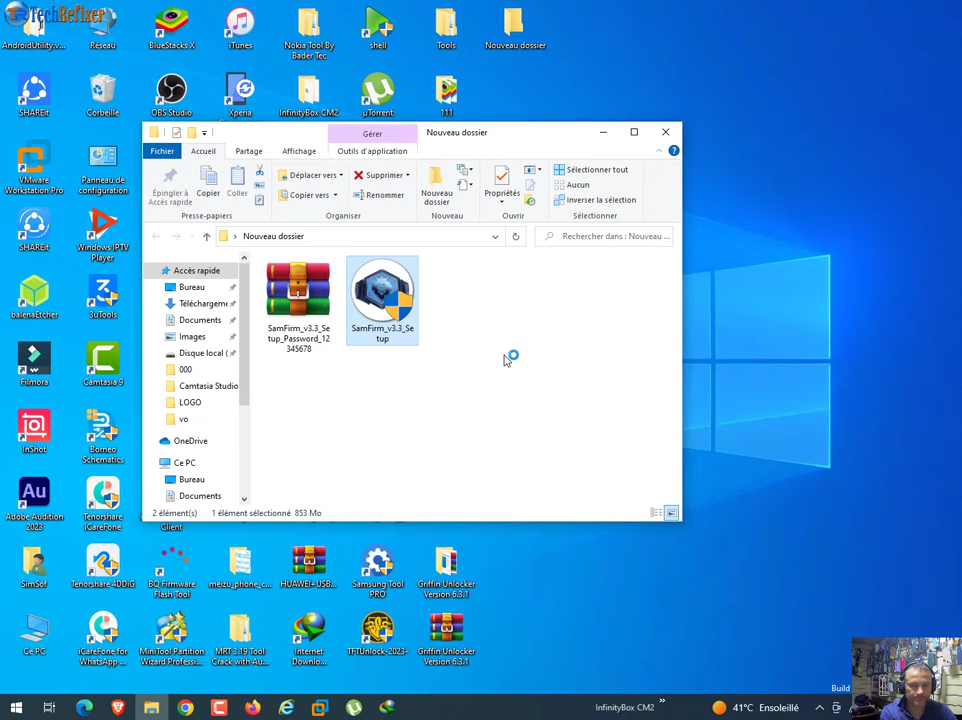 TechRefixer
AndroidUtility.v...
Réseau
BlueStacks X
iTunes
Nokia Tool By
Bader Tec
shell
Tools
Nouveau dossier
SHAREit
Corbeille
OBS Studio
Xperia
InfinityBox CM2
µTorrent
111
VMware
Workstation Pro
Panneau de
configuration
SHAREit
Windows IPTV
Player
balenaEtcher
3uTools
Filmora
Camtasia 9
InShot
Borneo
Schematics
Adobe Audition
2023
Tenorshare
iCareFone
Client
SimSof
Tenorshare 4DDiG
BQ Firmware
Flash Tool
meizu_phone_c...
HUAWEI+USB...
Samsung Tool
PRO
Griffin Unlocker
Version 6.3.1
Ce PC
iCareFone for
WhatsApp ...
MiniTool Partition
Wizard Professi...
MRT 3.19 Tool
Crack with Au...
Internet
Downlo...
TFTUnlock-2023-
Griffin Unlocker
Version 6.3.1
Gérer
Nouveau dossier
Fichier
Accueil
Partage
Affichage
Outils d'application
Épingler à
Accès rapide
Copier
Coller
Presse-papiers
Déplacer vers
Copier vers
Supprimer
Renommer
Organiser
Nouveau
dossier
Nouveau
Propriétés
Ouvrir
Sélectionner tout
Aucun
Inverser la sélection
Sélectionner
Nouveau dossier
Rechercher dans : Nouveau ...
Accès rapide
Bureau
Téléchargeme
Documents
Images
Disque local (
000
Camtasia Studio
LOGO
vo
OneDrive
Ce PC
Bureau
Documents
SamFirm_v3.3_Se
tup_Password_12
345678
SamFirm_v3.3_Se
tup
2 élément(s)
1 élément sélectionné 853 Mo
Build
InfinityBox CM2
41°C Ensoleillé